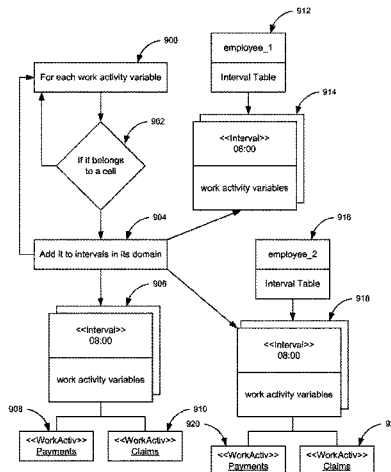 900
For each work activity variable
902
If it belongs
to a cell
904
Add it to intervals in its domain
906
<<Interval>>
08:00
work activity variables
908
<<WorkActiv>>
Payments
910
<<WorkActiv>>
Claims
912
employee_1
Interval Table
914
<<Interval>>
08:00
work activity variables
916
employee_2
Interval Table
918
<<Interval>>
08:00
work activity variables
920
<<WorkActiv>>
Payments
<<WorkActiv>>
Claims